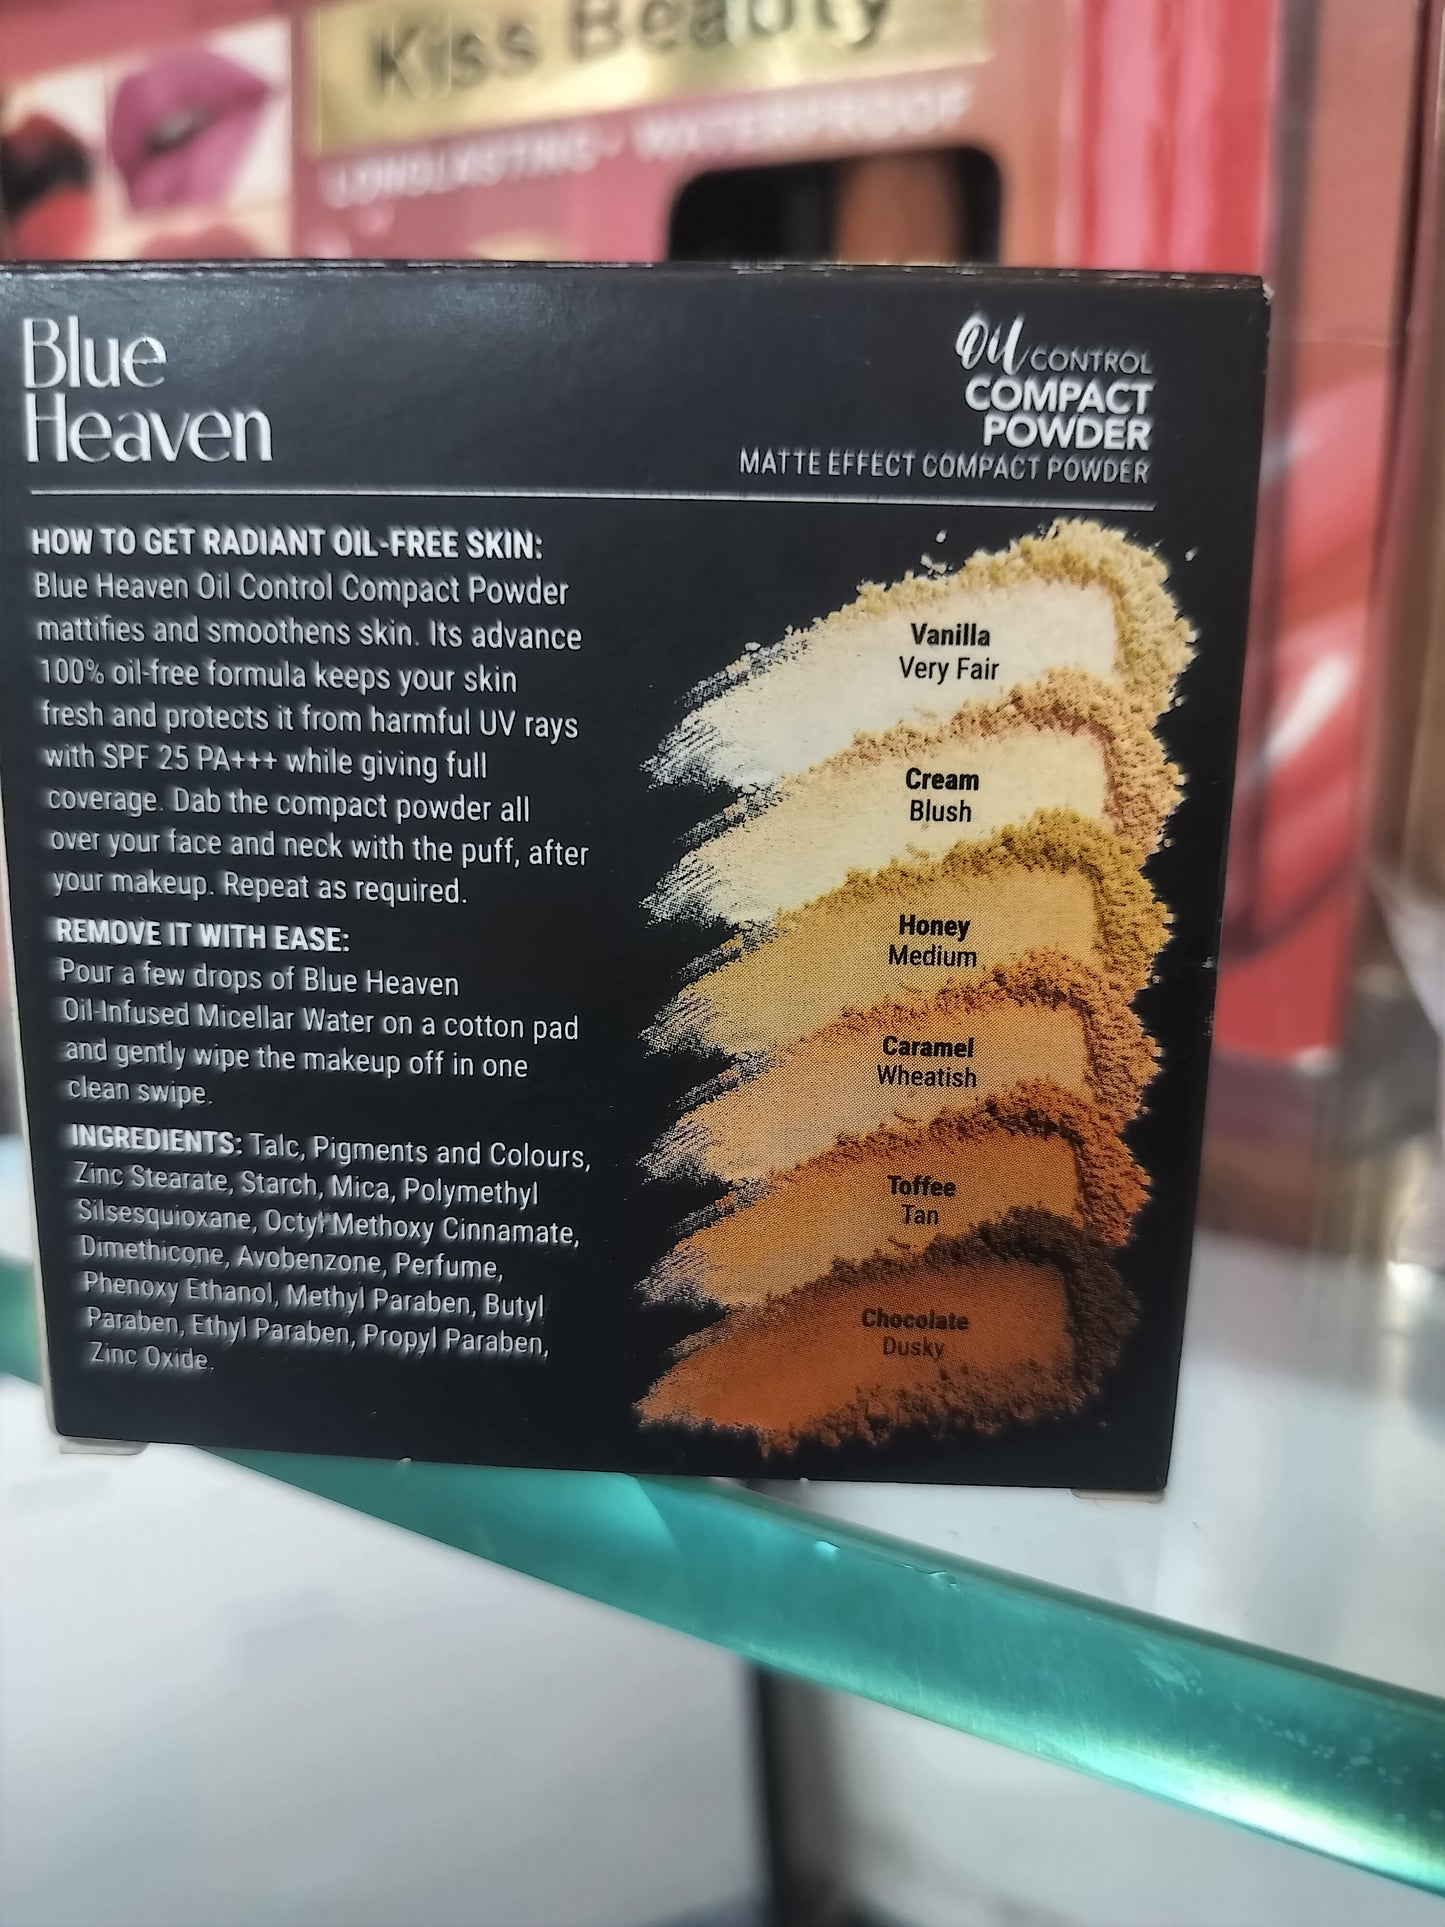 Kiss Beauty
LONGLASTING • WATERPROOF
Blue
Heaven
Oil CONTROL
COMPACT
POWDER
MATTE EFFECT COMPACT POWDER
HOW TO GET RADIANT OIL-FREE SKIN:
Blue Heaven Oil Control Compact Powder
mattifies and smoothens skin. Its advance
100% oil-free formula keeps your skin
fresh and protects it from harmful UV rays
with SPF 25 PA+++ while giving full
coverage. Dab the compact powder all
over your face and neck with the puff, after
your makeup. Repeat as required.
REMOVE IT WITH EASE:
Pour a few drops of Blue Heaven
Oil-Infused Micellar Water on a cotton pad
and gently wipe the makeup off in one
clean swipe.
INGREDIENTS: Talc, Pigments and Colours,
Zinc Stearate, Starch, Mica, Polymethyl
Silsesquioxane, Octyl Methoxy Cinnamate,
Dimethicone, Avobenzone, Perfume,
Phenoxy Ethanol, Methyl Paraben, Butyl
Paraben, Ethyl Paraben, Propyl Paraben,
Zinc Oxide.
Vanilla
Very Fair
Cream
Blush
Honey
Medium
Caramel
Wheatish
Toffee
Tan
Chocolate
Dusky